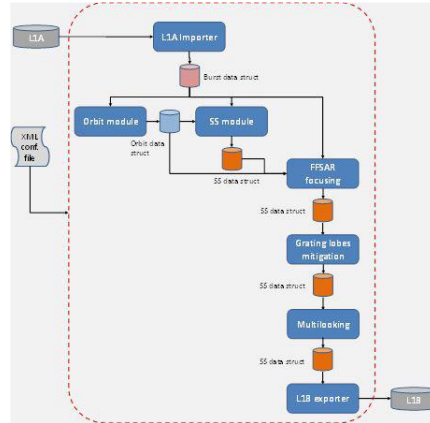 L1A
L1A Importer
Burst data struct
Orbit module
SS module
XML
conf.
file
Orbit data
struct
SS data struct
FFSAR
focusing
SS data struct
Grating lobes
mitigation
SS data struct
Multilooking
SS data struct
L1B exporter
L1B